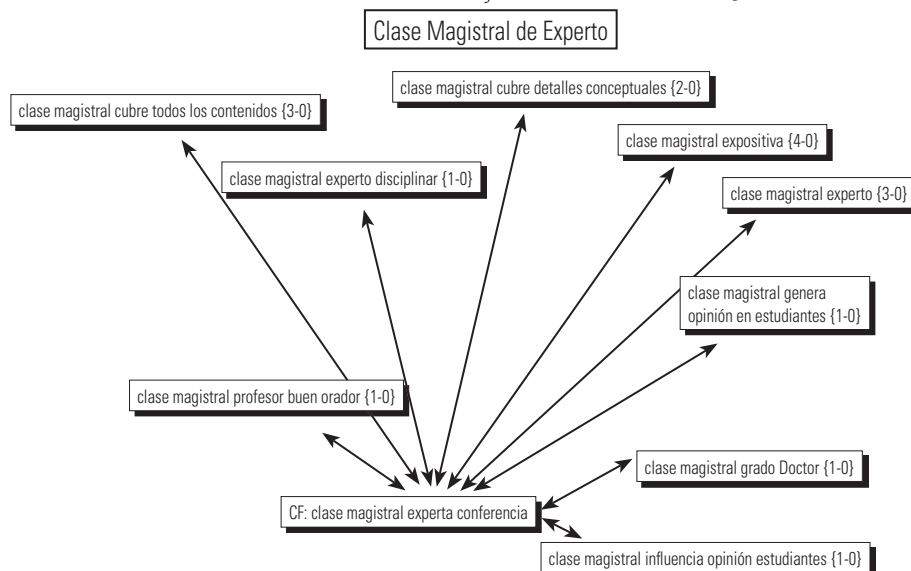 Clase Magistral de Experto
clase magistral cubre detalles conceptuales {2-0}
clase magistral cubre todos los contenidos {3-0}
clase magistral expositiva {4-0}
clase magistral experto disciplinar {1-0}
clase magistral experto {3-0}
clase magistral genera
opinión en estudiantes {1-0}
clase magistral profesor buen orador {1-0}
clase magistral grado Doctor {1-0}
CF: clase magistral experta conferencia
clase magistral influencia opinión estudiantes {1-0}